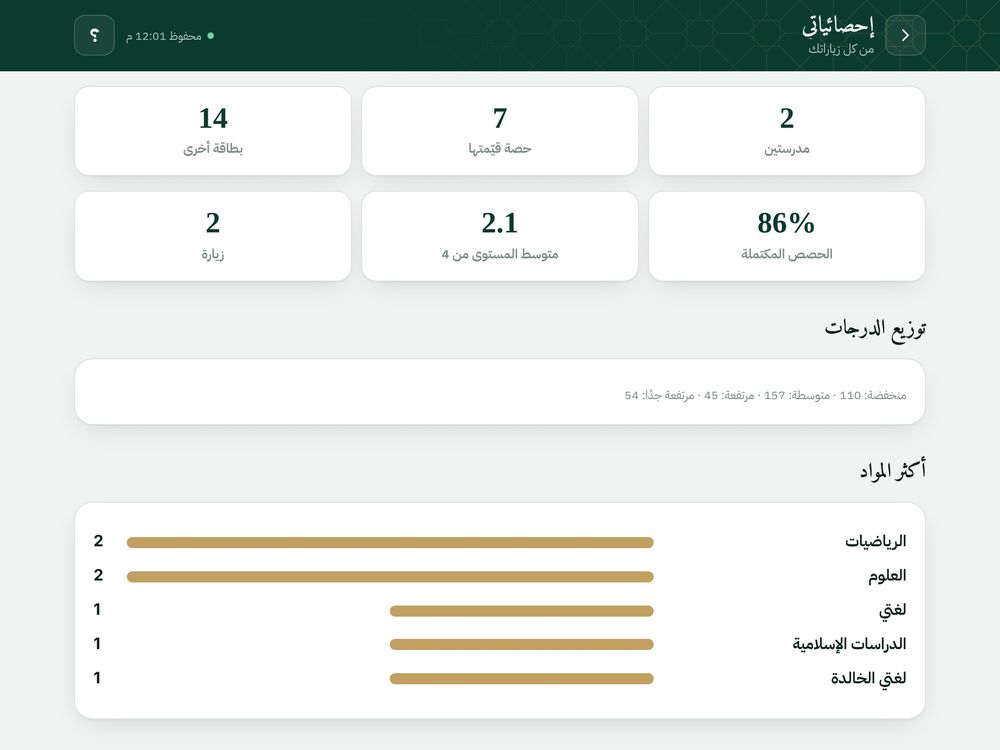 إحصائياتي
من كل زياراتك
محفوظ 12:01 م
؟
2
مدرستين
7
حصة قيّمتها
14
بطاقة أخرى
86%
الحصص المكتملة
2.1
متوسط المستوى من 4
2
زيارة
توزيع الدرجات
منخفضة: 110 · متوسطة: 157 · مرتفعة: 45 · مرتفعة جدًا: 54
أكثر المواد
الرياضيات 2
العلوم 2
لغتي 1
الدراسات الإسلامية 1
لغتي الخالدة 1